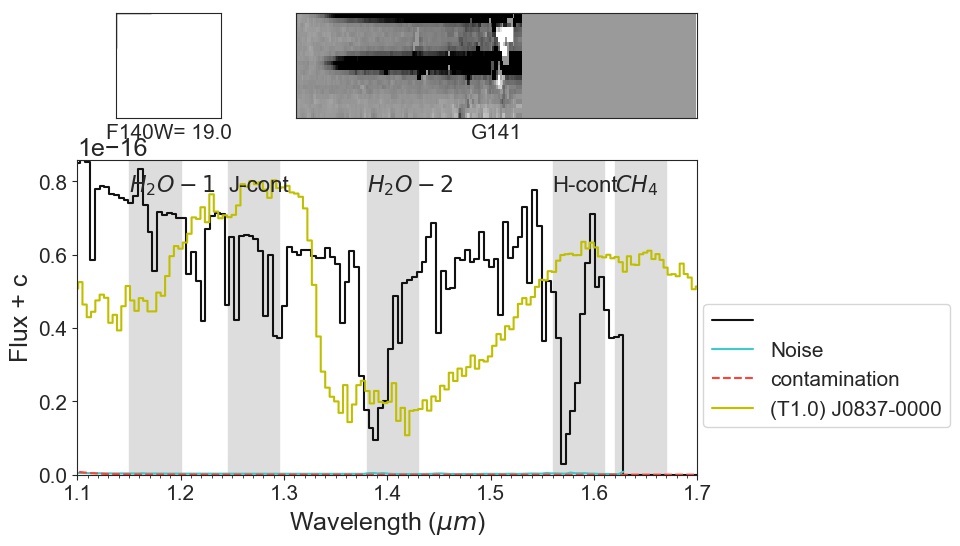 F140W= 19.0
G141
1e−16
H₂O − 1 J-cont H₂O − 2 H-cont CH₄
0.8
0.6
0.4
0.2
0.0
Flux + c
1.1 1.2 1.3 1.4 1.5 1.6 1.7
Wavelength (μm)
Noise
contamination
(T1.0) J0837-0000